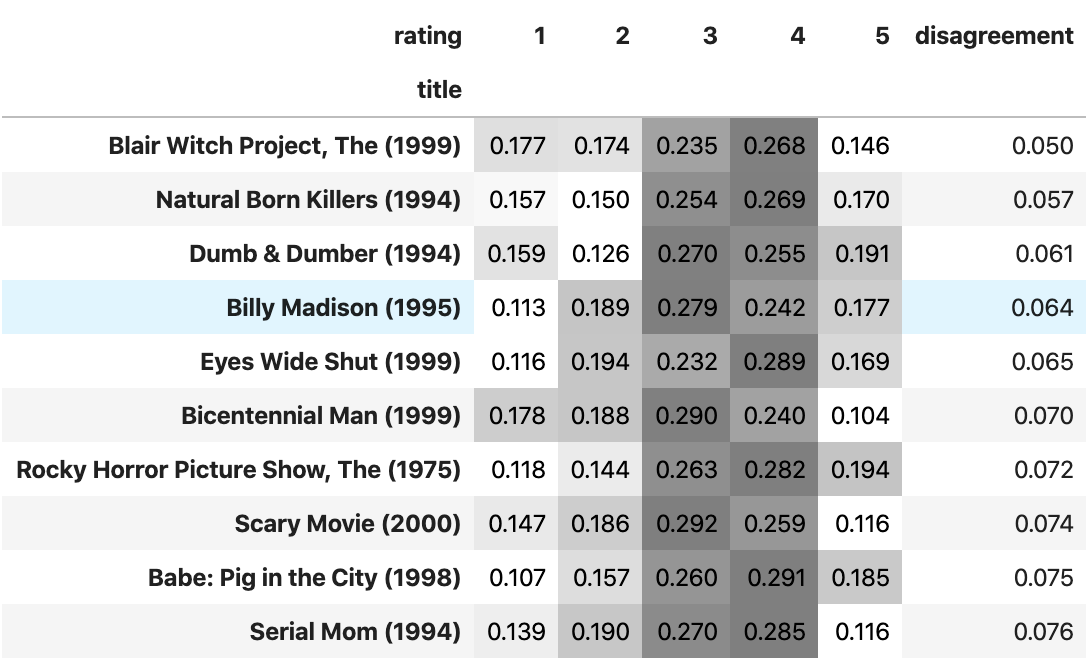 rating 1 2 3 4 5 disagreement
title
Blair Witch Project, The (1999) 0.177 0.174 0.235 0.268 0.146 0.050
Natural Born Killers (1994) 0.157 0.150 0.254 0.269 0.170 0.057
Dumb & Dumber (1994) 0.159 0.126 0.270 0.255 0.191 0.061
Billy Madison (1995) 0.113 0.189 0.279 0.242 0.177 0.064
Eyes Wide Shut (1999) 0.116 0.194 0.232 0.289 0.169 0.065
Bicentennial Man (1999) 0.178 0.188 0.290 0.240 0.104 0.070
Rocky Horror Picture Show, The (1975) 0.118 0.144 0.263 0.282 0.194 0.072
Scary Movie (2000) 0.147 0.186 0.292 0.259 0.116 0.074
Babe: Pig in the City (1998) 0.107 0.157 0.260 0.291 0.185 0.075
Serial Mom (1994) 0.139 0.190 0.270 0.285 0.116 0.076